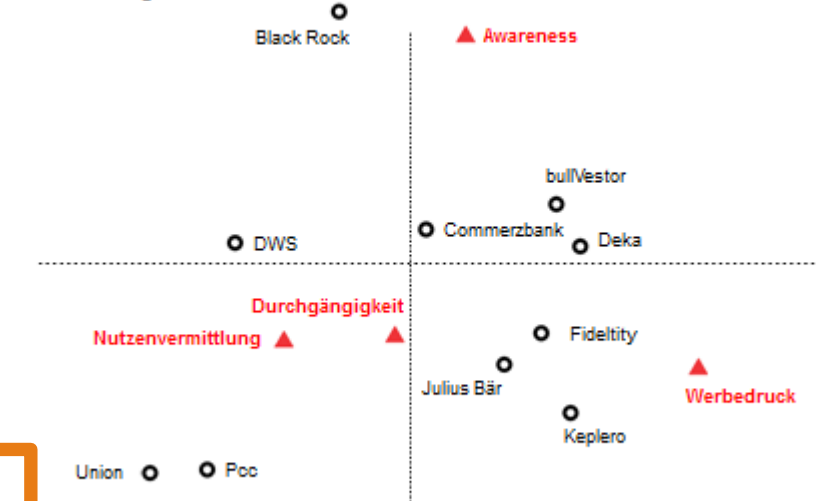 Black Rock
Awareness
bullVestor
Commerzbank
Deka
DWS
Durchgängigkeit
Nutzenvermittlung
Fideltity
Julius Bär
Werbedruck
Keplero
Union
Pcc